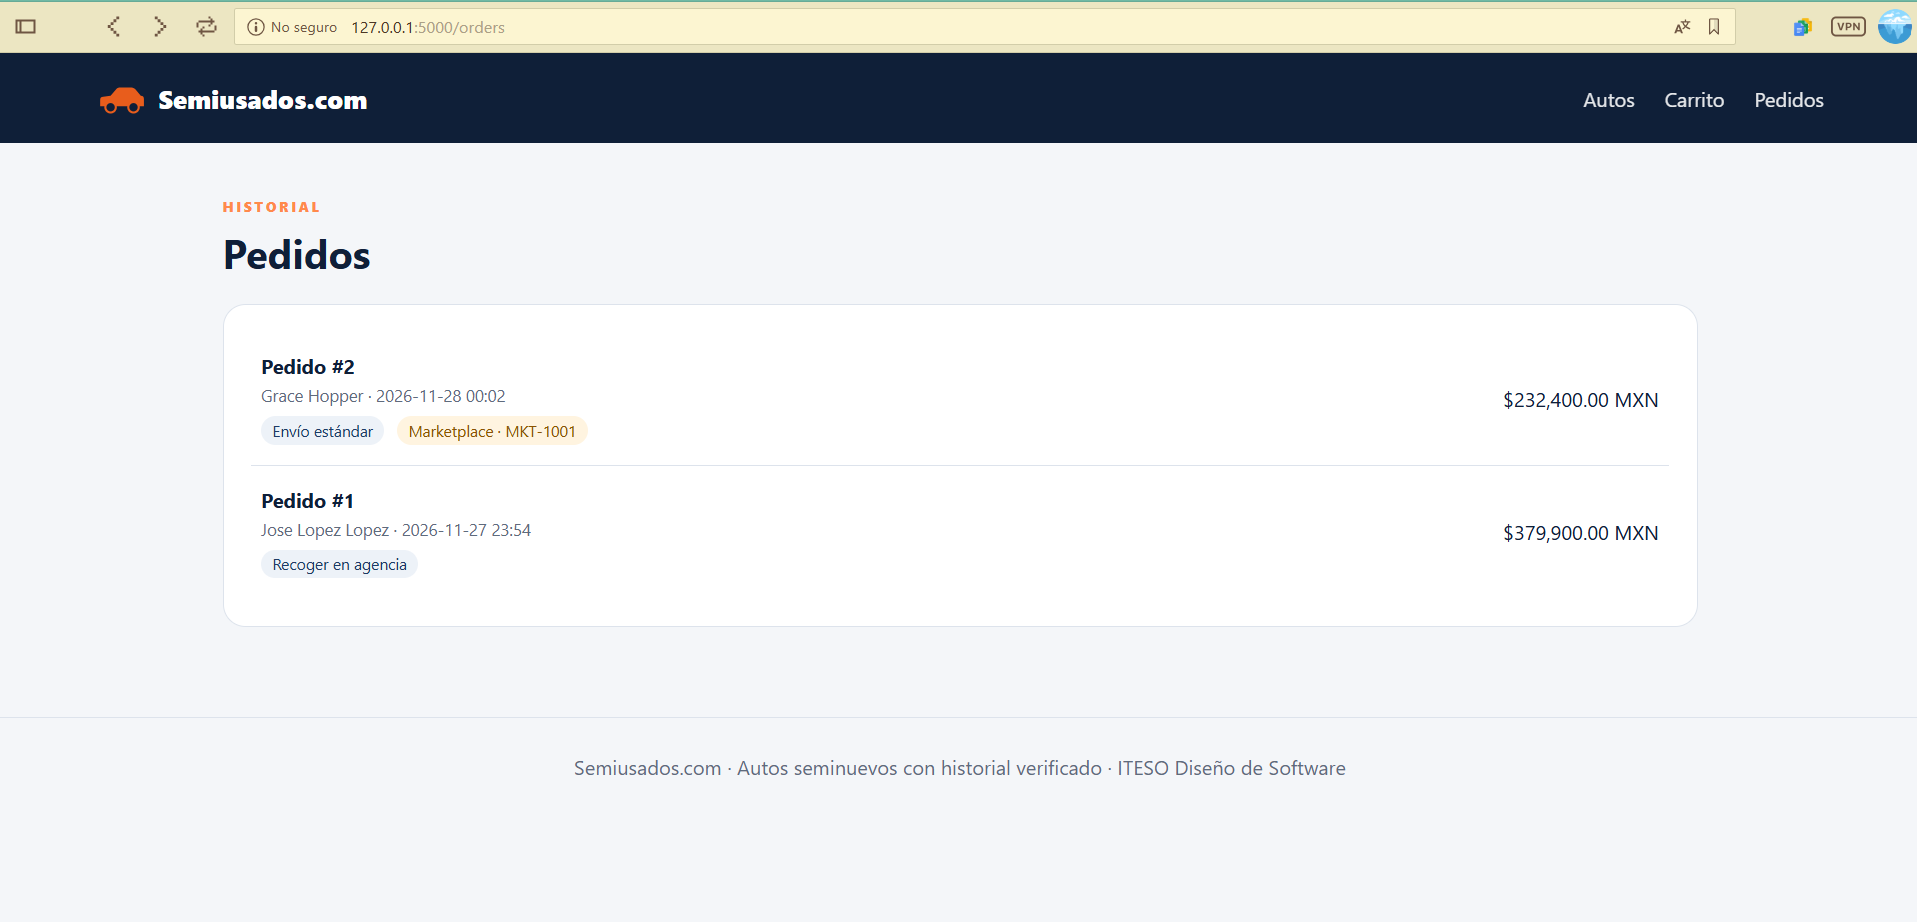 No seguro 127.0.0.1:5000/orders
VPN
Semiusados.com
Autos Carrito Pedidos
HISTORIAL
Pedidos
Pedido #2
Grace Hopper · 2026-11-28 00:02
Envío estándar Marketplace · MKT-1001
$232,400.00 MXN
Pedido #1
Jose Lopez Lopez · 2026-11-27 23:54
Recoger en agencia
$379,900.00 MXN
Semiusados.com · Autos seminuevos con historial verificado · ITESO Diseño de Software